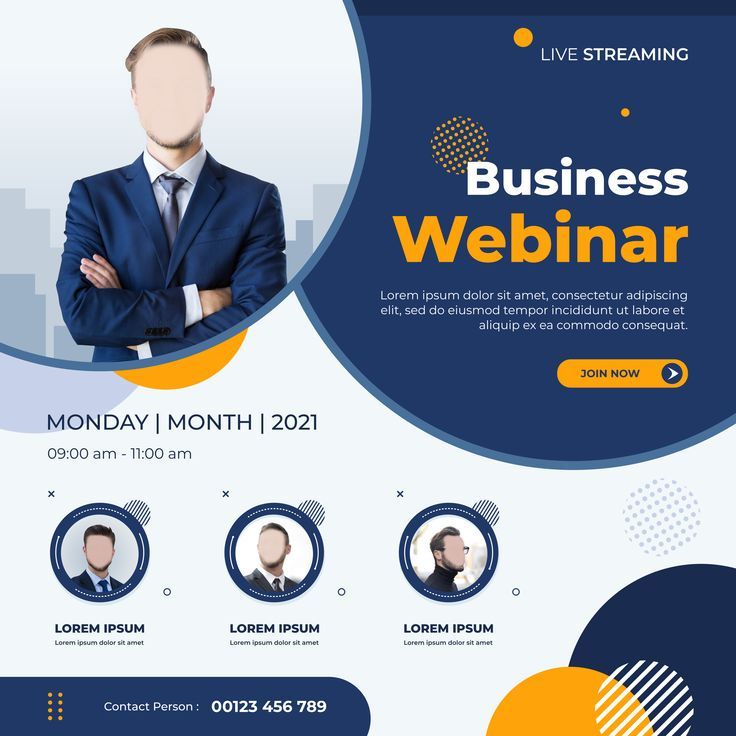 LIVE STREAMING
Business
Webinar
Lorem ipsum dolor sit amet, consectetur adipiscing
elit, sed do eiusmod tempor incididunt ut labore et
aliquip ex ea commodo consequat.
JOIN NOW
MONDAY | MONTH | 2021
09:00 am - 11:00 am
LOREM IPSUM
Lorem ipsum dolor sit amet
LOREM IPSUM
Lorem ipsum dolor sit amet
LOREM IPSUM
Lorem ipsum dolor sit amet
Contact Person : 00123 456 789